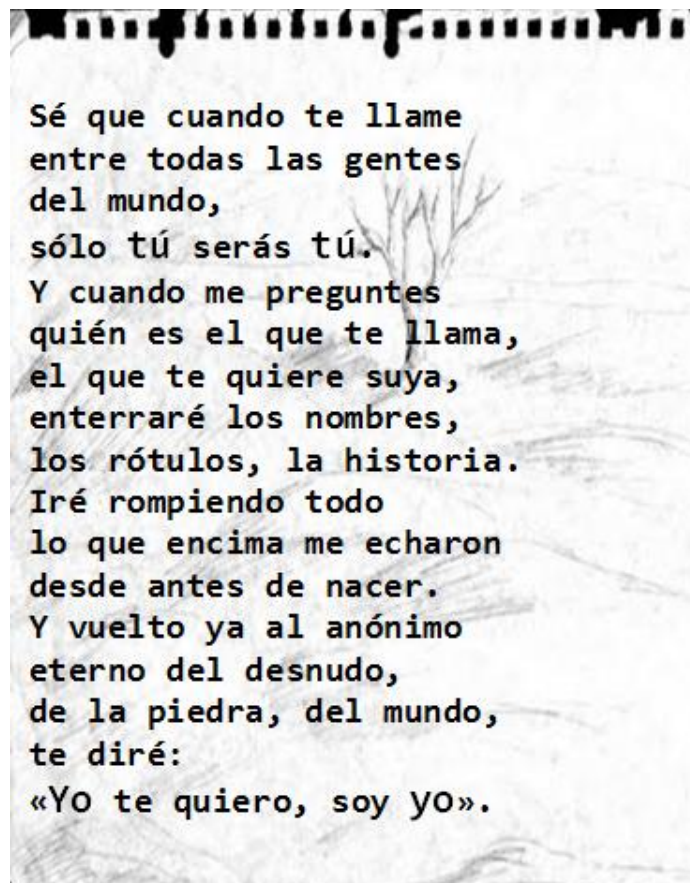 Sé que cuando te llame
entre todas las gentes
del mundo,
sólo tú serás tú.
Y cuando me preguntes
quién es el que te llama,
el que te quiere suya,
enterraré los nombres,
los rótulos, la historia.
Iré rompiendo todo
lo que encima me echaron
desde antes de nacer.
Y vuelto ya al anónimo
eterno del desnudo,
de la piedra, del mundo,
te diré:
«Yo te quiero, soy yo».